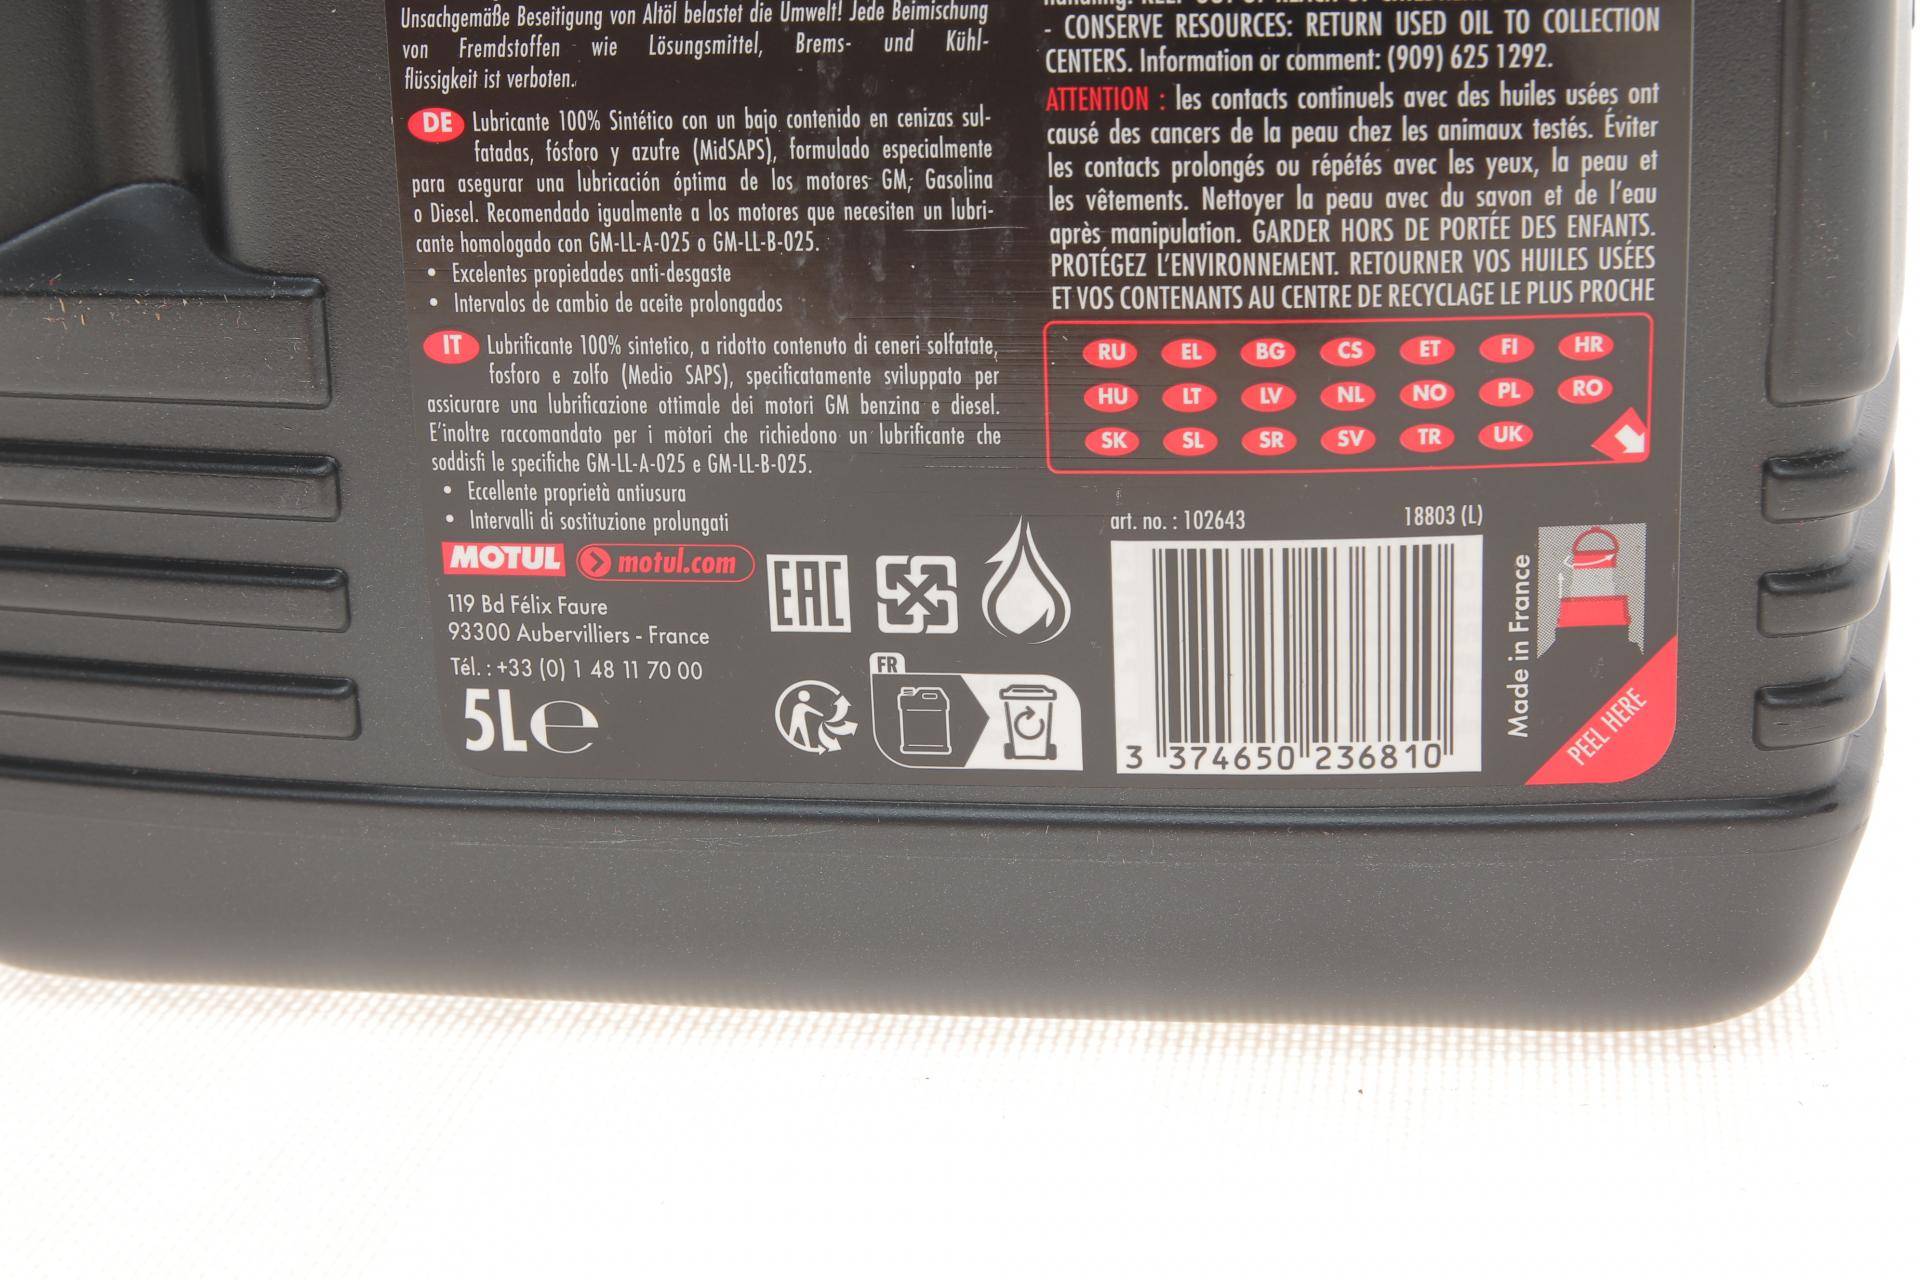 Unsachgemäße Beseitigung von Altöl belastet die Umwelt! Jede Beimischung
von Fremdstoffen wie Lösungsmittel, Brems- und Kühl-
flüssigkeit ist verboten.
DE Lubricante 100% Sintético con un bajo contenido en cenizas sul-
fatadas, fósforo y azufre (MidSAPS), formulado especialmente
para asegurar una lubricación óptima de los motores GM; Gasolina
o Diesel. Recomendado igualmente a los motores que necesiten un lubri-
cante homologado con GM-LL-A-025 o GM-LL-B-025.
• Excelentes propiedades anti-desgaste
• Intervalos de cambio de aceite prolongados
IT Lubrificante 100% sintetico, a ridotto contenuto di ceneri solfatate,
fosforo e zolfo (Medio SAPS), specificatamente sviluppato per
assicurare una lubrificazione ottimale dei motori GM benzina e diesel.
E'inoltre raccomandato per i motori che richiedono un lubrificante che
soddisfi le specifiche GM-LL-A-025 e GM-LL-B-025.
• Eccellente proprietà antiusura
• Intervalli di sostituzione prolungati
MOTUL motul.com
119 Bd Félix Faure
93300 Aubervilliers - France
Tél. : +33 (0) 1 48 11 70 00
5L e
EAC
FR
handling. KEEP OUT OF REACH OF
- CONSERVE RESOURCES: RETURN USED OIL TO COLLECTION
CENTERS. Information or comment: (909) 625 1292.
ATTENTION : les contacts continuels avec des huiles usées ont
causé des cancers de la peau chez les animaux testés. Éviter
les contacts prolongés ou répétés avec les yeux, la peau et
les vêtements. Nettoyer la peau avec du savon et de l'eau
après manipulation. GARDER HORS DE PORTÉE DES ENFANTS.
PROTÉGEZ L'ENVIRONNEMENT. RETOURNER VOS HUILES USÉES
ET VOS CONTENANTS AU CENTRE DE RECYCLAGE LE PLUS PROCHE
RU EL BG CS ET FI HR
HU LT LV NL NO PL RO
SK SL SR SV TR UK
art. no. : 102643 18803 (L)
3 374650 236810
Made in France
PEEL HERE